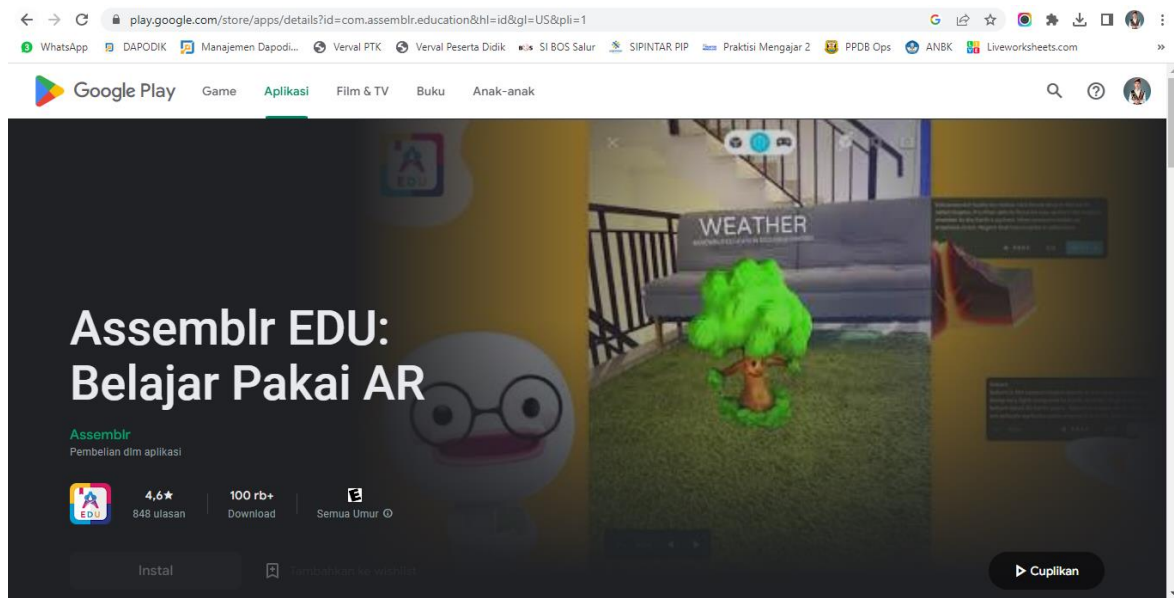 play.google.com/store/apps/details?id=com.assemblr.education&hl=id&gl=US&pli=1
WhatsApp DAPODIK Manajemen Dapodi... Verval PTK Verval Peserta Didik SI BOS Salur SIPINTAR PIP Praktisi Mengajar 2 PPDB Ops ANBK Liveworksheets.com »
Google Play Game Aplikasi Film & TV Buku Anak-anak
A
EDU
WEATHER
Assemblr EDU:
Belajar Pakai AR
Assemblr
Pembelian dlm aplikasi
A
EDU
4,6★ 100 rb+ E
848 ulasan Download Semua Umur
Instal Tambahkan ke wishlist Cuplikan